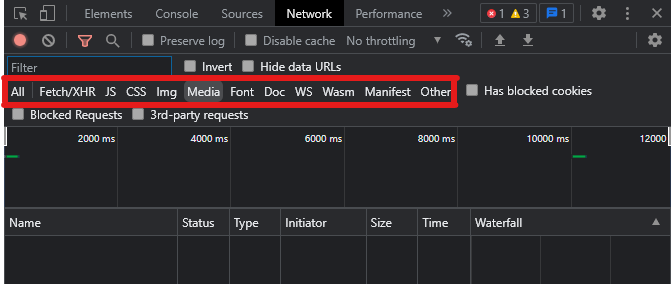 Elements Console Sources Network Performance » 1 3 1
Preserve log Disable cache No throttling
Filter Invert Hide data URLs
All Fetch/XHR JS CSS Img Media Font Doc WS Wasm Manifest Other Has blocked cookies
Blocked Requests 3rd-party requests
2000 ms 4000 ms 6000 ms 8000 ms 10000 ms 12000
Name Status Type Initiator Size Time Waterfall